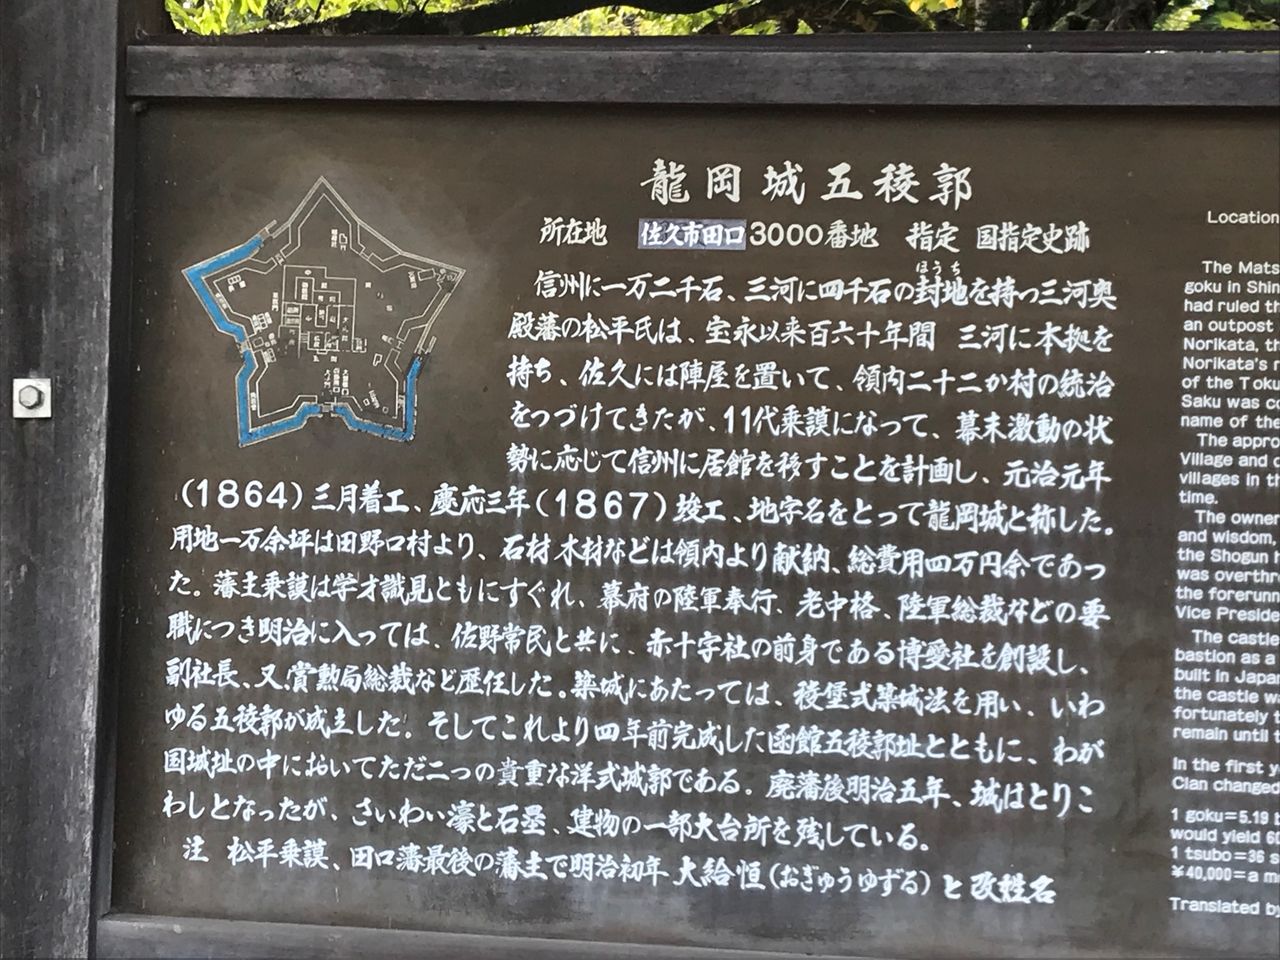 龍岡城五稜郭
所在地 佐久市田口3000番地 指定 国指定史跡
ほうち
信州に一万二千石、三河に四千石の封地を持つ三河奥
殿藩の松平氏は、宝永以来百六十年間 三河に本拠を
持ち、佐久には陣屋を置いて、領内二十二か村の統治
をつづけてきたが、11代乗謨になって、幕末激動の状
勢に応じて信州に居館を移すことを計画し、元治元年
(1864)三月着工、慶応三年(1867)竣工、地字名をとって龍岡城と称した。
用地一万余坪は田野口村より、石材木材などは領内より献納、総費用四万円余であっ
た。藩主乗謨は学才識見ともにすぐれ、幕府の陸軍奉行、老中格、陸軍総裁などの要
職につき明治に入っては、佐野常民と共に、赤十字社の前身である博愛社を創設し、
副社長、又賞勲局総裁など歴任した。築城にあたっては、稜堡式築城法を用い、いわ
ゆる五稜郭が成立した。そしてこれより四年前完成した函館五稜郭址とともに、わが
国城址の中においてただ二つの貴重な洋式城郭である。廃藩後明治五年、城はとりこ
わしとなったが、さいわい濠と石塁、建物の一部大台所を残している。
注 松平乗謨、田口藩最後の藩主で明治初年 大給恒(おぎゅうゆずる)と改姓名
Location
The Mats
goku in Shin
had ruled th
an outpost
Norikata, th
Norikata's r
of the Toku
Saku was co
name of the
The appro
Village and o
villages in th
time.
The owner
and wisdom,
the Shogun
was overthr
the forerunn
Vice Preside
The castle
bastion as a
built in Japan
the castle w
fortunately
remain until t
In the first y
Clan changed
1 goku=5.19 b
would yield 6
1 tsubo=36 s
¥40,000=a m
Translated by